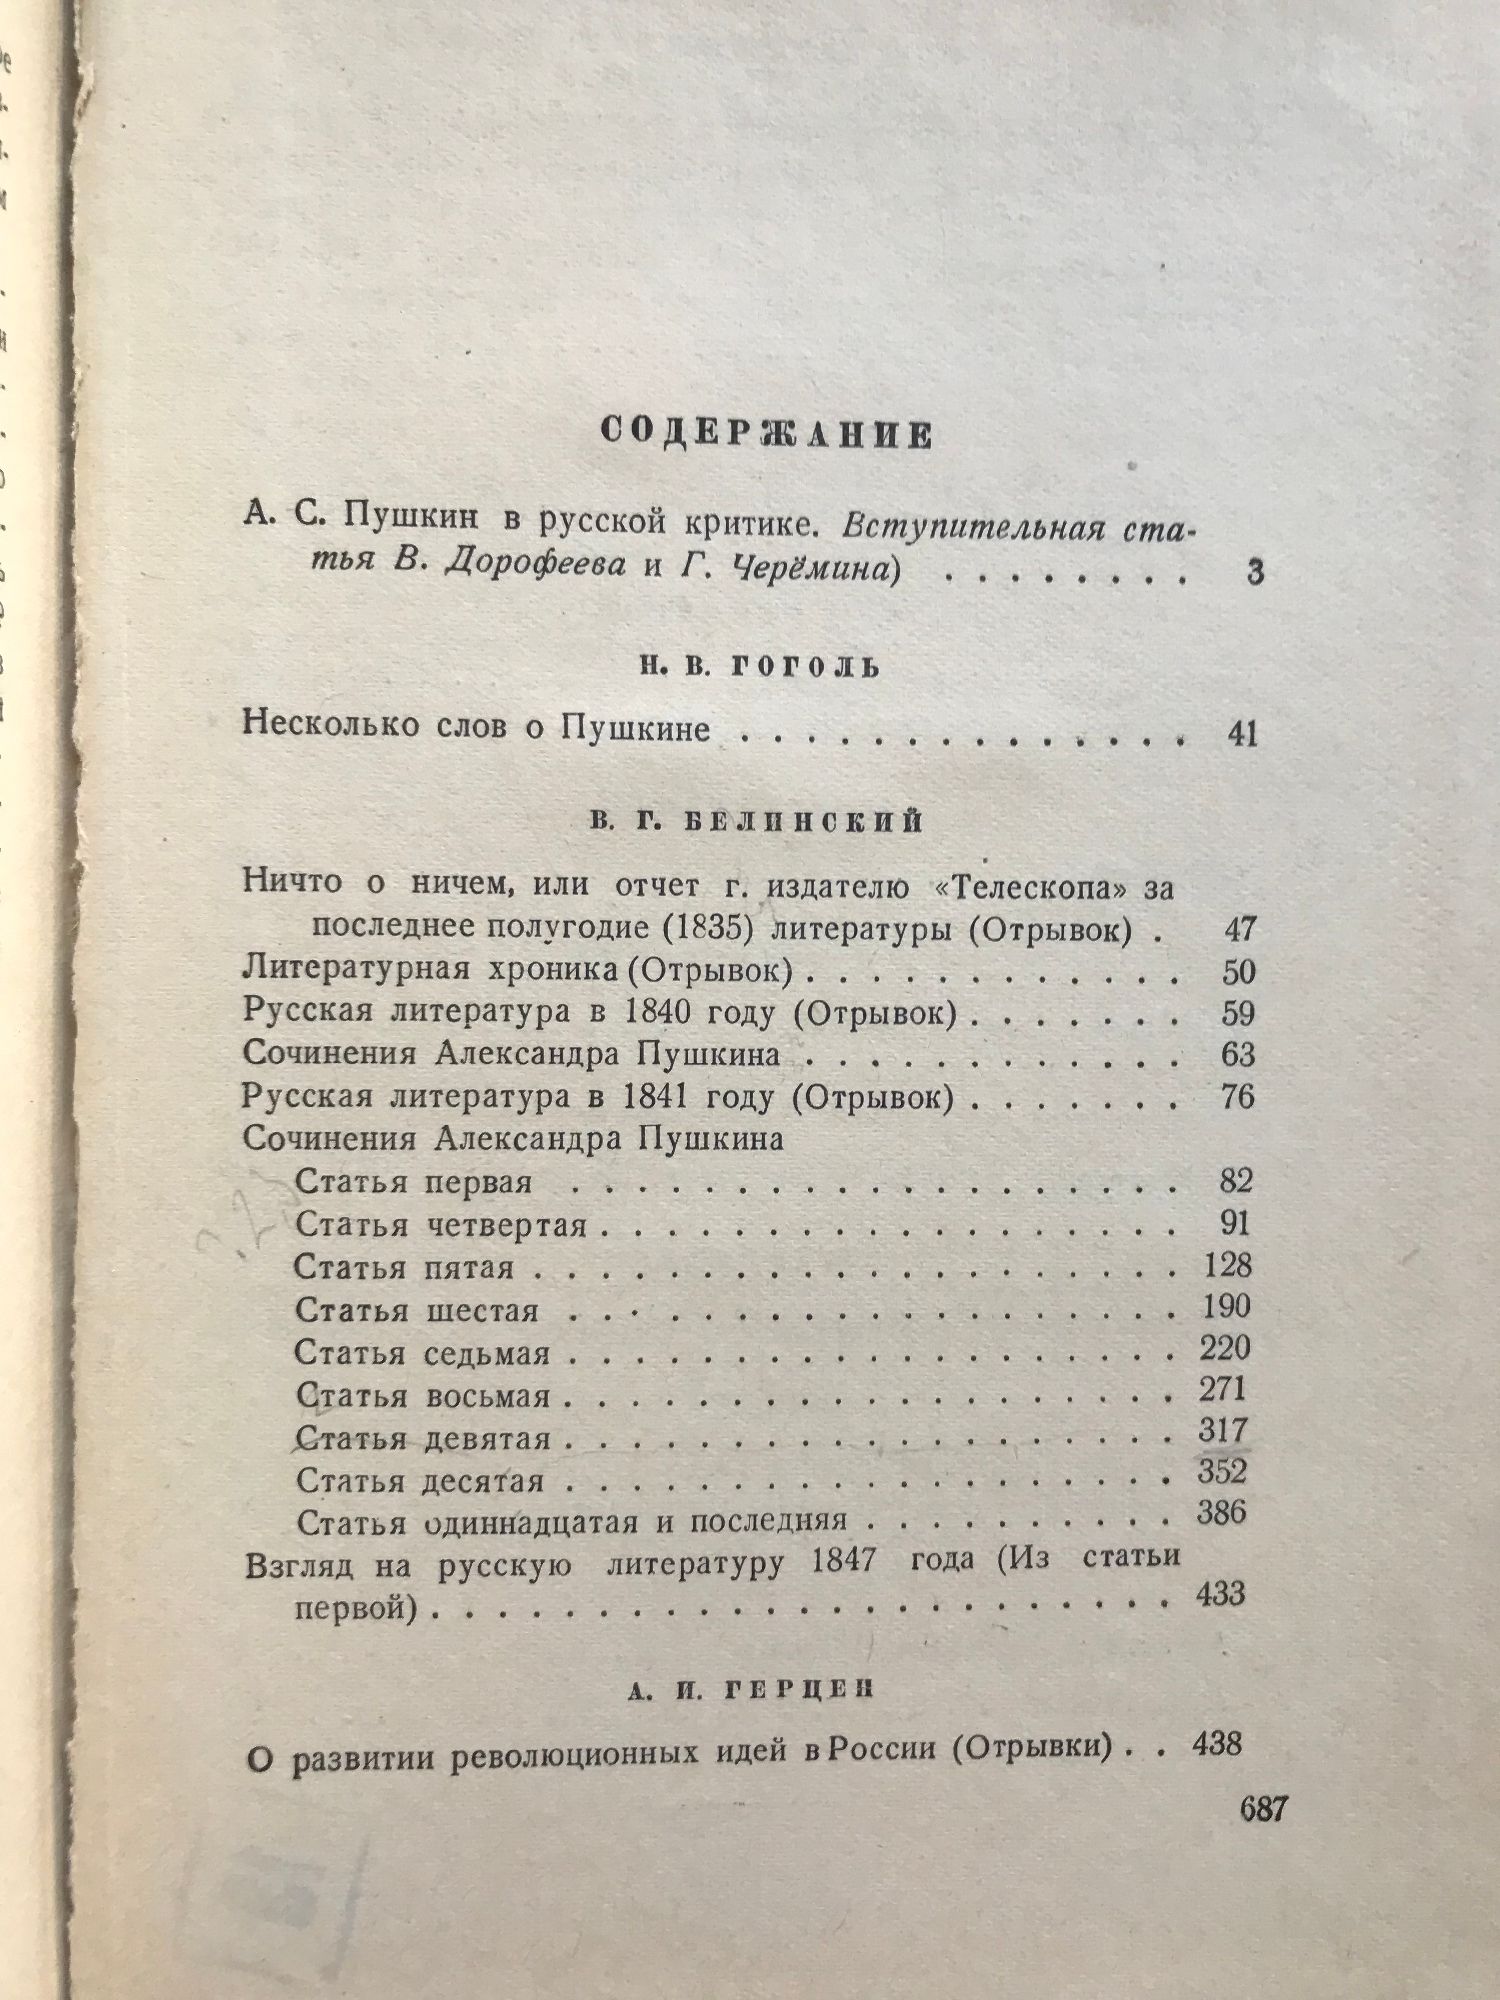 СОДЕРЖАНИЕ
А. С. Пушкин в русской критике. Вступительная ста-
тья В. Дорофеева и Г. Черёмина) . . . . . . . . 3
Н. В. ГОГОЛЬ
Несколько слов о Пушкине . . . . . . . . . . . . . . 41
В. Г. БЕЛИНСКИЙ
Ничто о ничем, или отчет г. издателю «Телескопа» за
последнее полугодие (1835) литературы (Отрывок) . 47
Литературная хроника (Отрывок) . . . . . . . . . . . . 50
Русская литература в 1840 году (Отрывок) . . . . . . . 59
Сочинения Александра Пушкина . . . . . . . . . . . . 63
Русская литература в 1841 году (Отрывок) . . . . . . . 76
Сочинения Александра Пушкина
Статья первая . . . . . . . . . . . . . . . . . . . 82
Статья четвертая . . . . . . . . . . . . . . . . . . 91
Статья пятая . . . . . . . . . . . . . . . . . . . . 128
Статья шестая . . . . . . . . . . . . . . . . . . 190
Статья седьмая . . . . . . . . . . . . . . . . . . . 220
Статья восьмая . . . . . . . . . . . . . . . . . . . 271
Статья девятая . . . . . . . . . . . . . . . . . . . 317
Статья десятая . . . . . . . . . . . . . . . . . . . 352
Статья одиннадцатая и последняя . . . . . . . . . . 386
Взгляд на русскую литературу 1847 года (Из статьи
первой) . . . . . . . . . . . . . . . . . . . . . . . 433
А. И. ГЕРЦЕН
О развитии революционных идей в России (Отрывки) . . 438
687